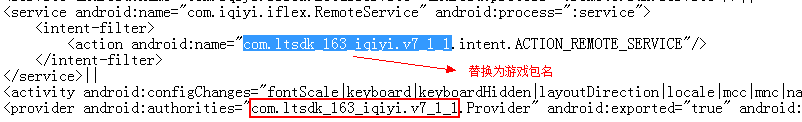 <service android:name="com.iqiyi.iflex.RemoteService" android:process=":service">
<intent-filter>
<action android:name="com.ltsdk_163_iqiyi.v7_1_1.intent.ACTION_REMOTE_SERVICE"/>
</intent-filter>
替换为游戏包名
</service>||
<activity android:configChanges="fontScale|keyboard|keyboardHidden|layoutDirection|locale|mcc|mnc|na
<provider android:authorities="com.ltsdk_163_iqiyi.v7_1_1.Provider" android:exported="true" android: